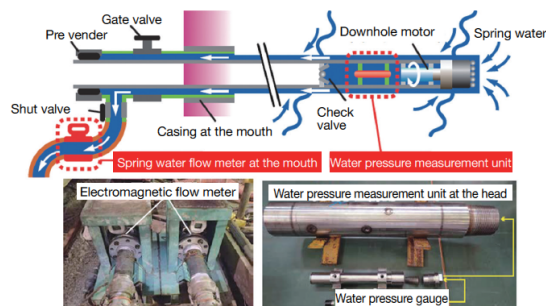 Gate valve
Pre vender
Downhole motor
Spring water
Shut valve
Check
valve
Casing at the mouth
Spring water flow meter at the mouth
Water pressure measurement unit
Electromagnetic flow meter
Water pressure measurement unit at the head
Water pressure gauge